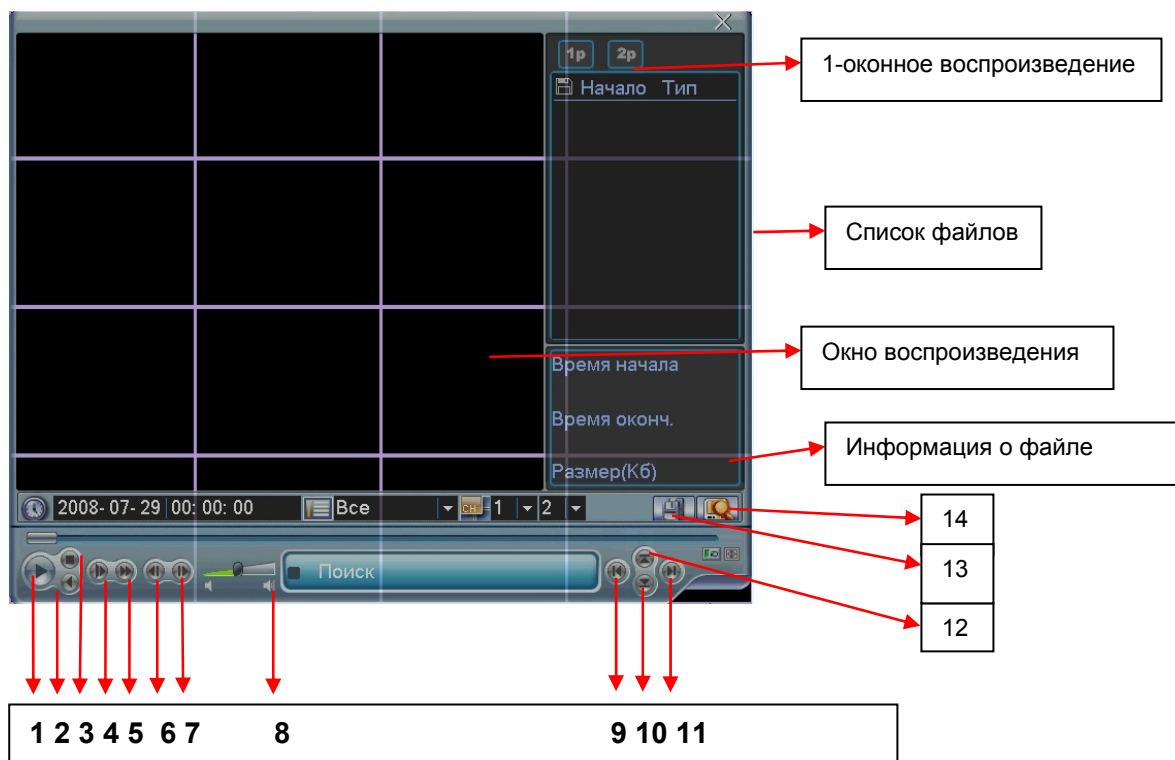 1p 2p
Начало Тип
1-оконное воспроизведение
Список файлов
Окно воспроизведения
Время начала
Время оконч.
Размер(Кб)
Информация о файле
2008- 07- 29 00: 00: 00 Все CH 1 2
14
13
12
Поиск
1 2 3 4 5 6 7 8 9 10 11